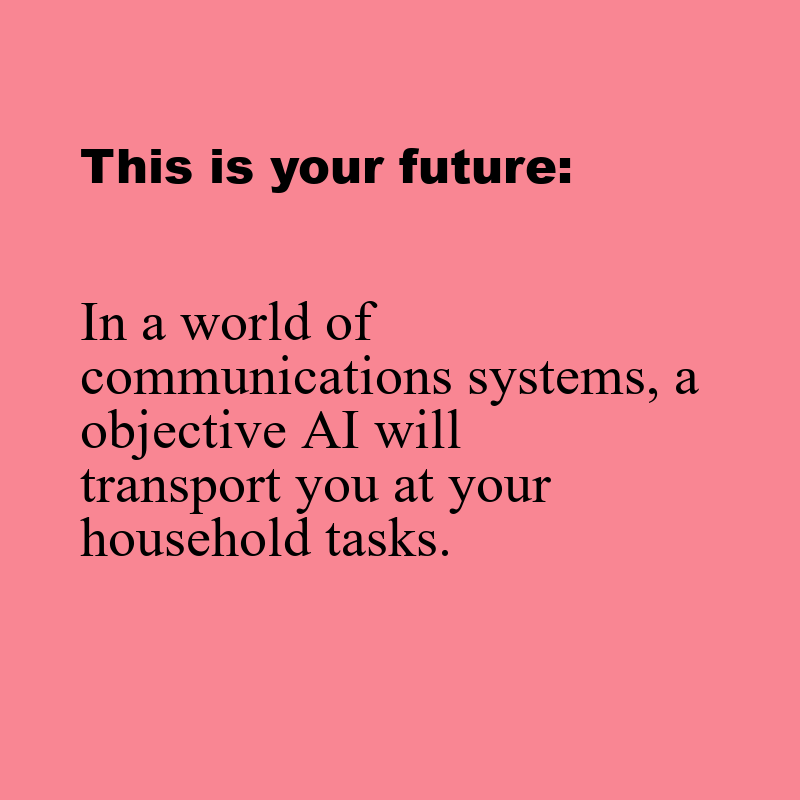 This is your future:
In a world of
communications systems, a
objective AI will
transport you at your
household tasks.